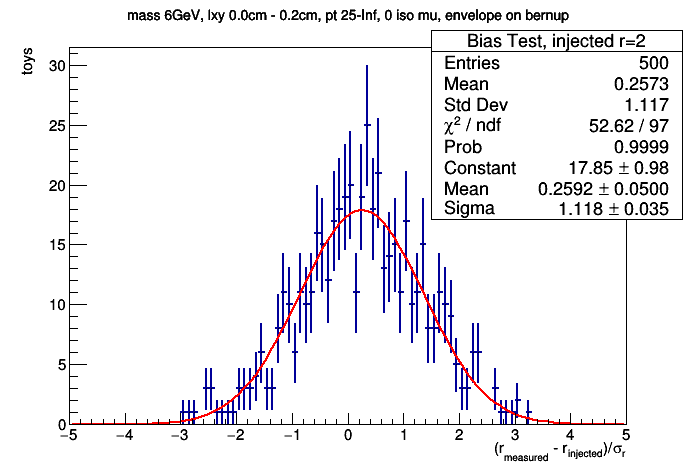 mass 6GeV, lxy 0.0cm - 0.2cm, pt 25-Inf, 0 iso mu, envelope on bernup
Bias Test, injected r=2
Entries 500
Mean 0.2573
Std Dev 1.117
χ² / ndf 52.62 / 97
Prob 0.9999
Constant 17.85 ± 0.98
Mean 0.2592 ± 0.0500
Sigma 1.118 ± 0.035
toys
30
25
20
15
10
5
0
−5 −4 −3 −2 −1 0 1 2 3 4 5
(r_measured - r_injected)/σ_r